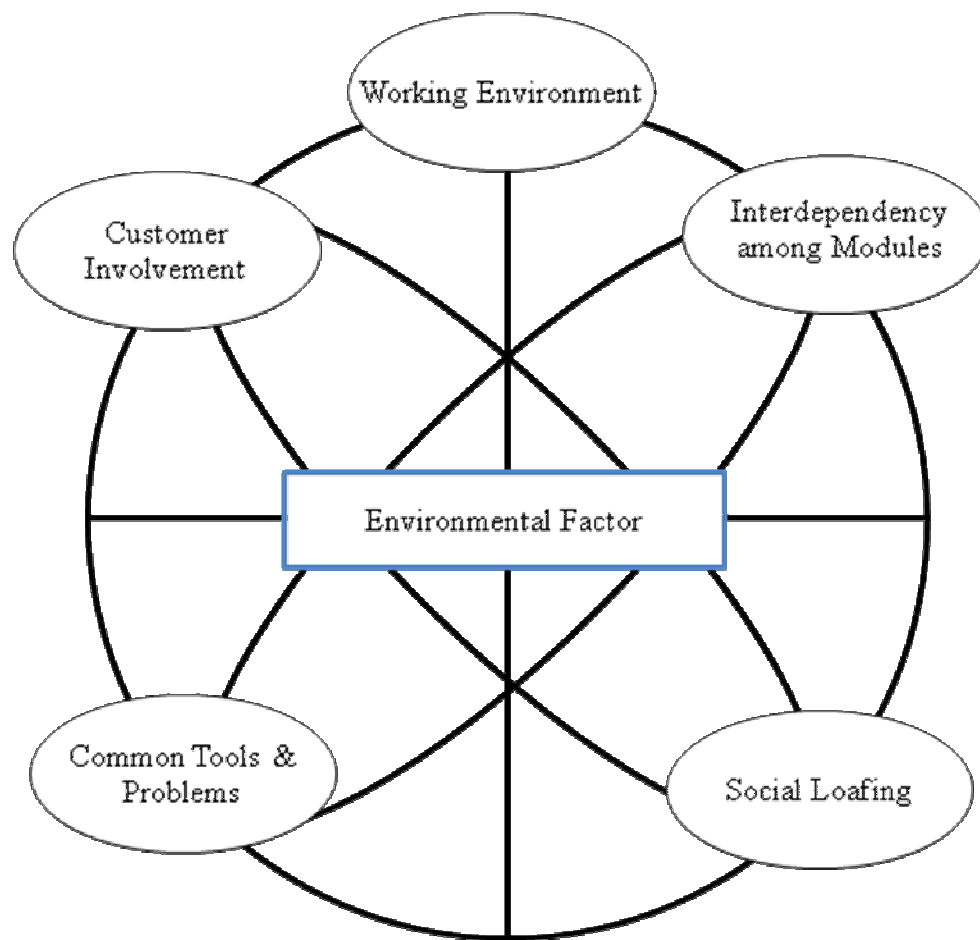 Working Environment
Customer
Involvement
Interdependency
among Modules
Environmental Factor
Common Tools &
Problems
Social Loafing